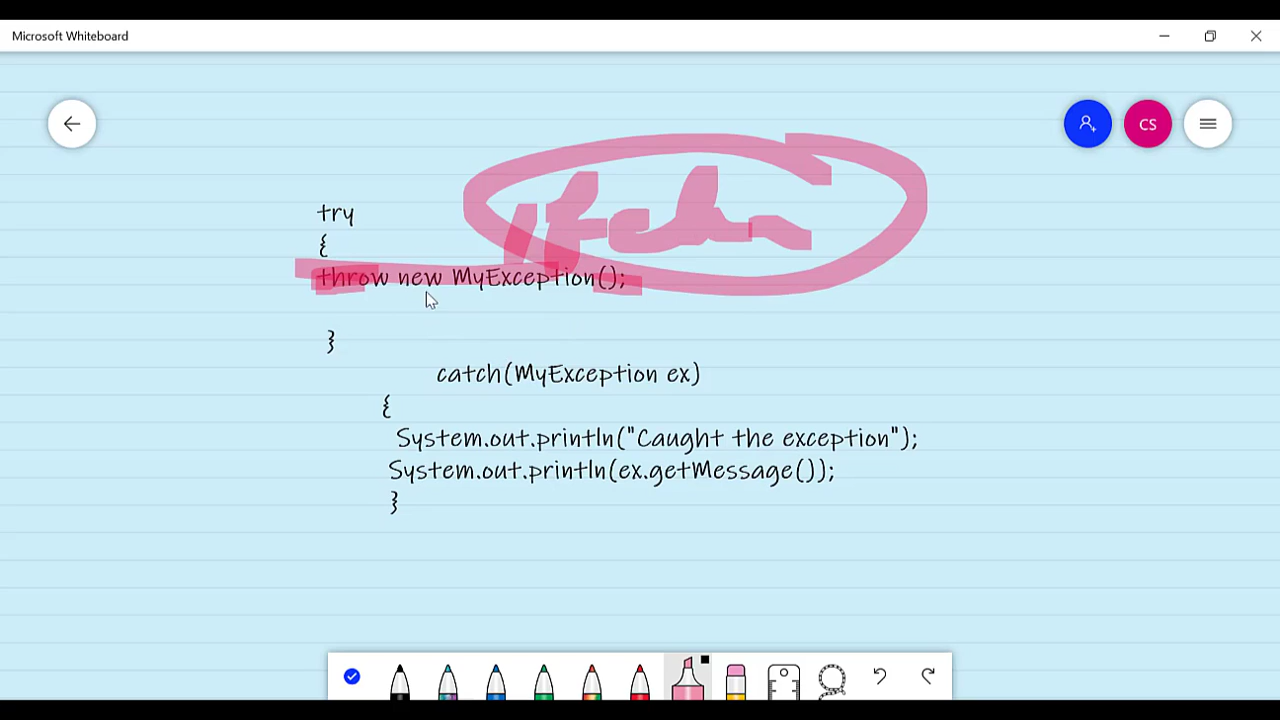 Microsoft Whiteboard
CS
try
{
throw new MyException();
}
catch(MyException ex)
{
System.out.println("Caught the exception");
System.out.println(ex.getMessage());
}